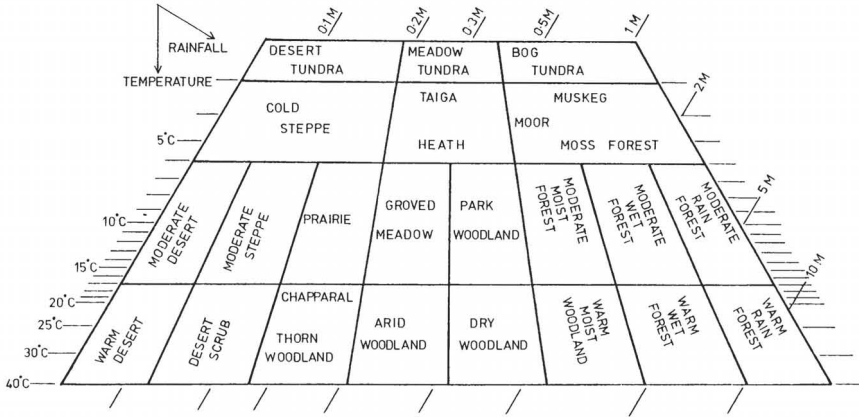 0·1M
0·2M
0·3M
0·5M
1M
RAINFALL
TEMPERATURE
DESERT
TUNDRA
MEADOW
TUNDRA
BOG
TUNDRA
2M
COLD
STEPPE
TAIGA
HEATH
MUSKEG
MOOR
MOSS FOREST
5°C
5M
MODERATE
DESERT
MODERATE
STEPPE
PRAIRIE
GROVED
MEADOW
PARK
WOODLAND
MODERATE
MOIST
FOREST
MODERATE
WET
FOREST
MODERATE
RAIN
FOREST
10°C
15°C
10M
20°C
25°C
30°C
40°C
WARM
DESERT
DESERT
SCRUB
CHAPPARAL
THORN
WOODLAND
ARID
WOODLAND
DRY
WOODLAND
WARM
MOIST
WOODLAND
WARM
WET
FOREST
WARM
RAIN
FOREST